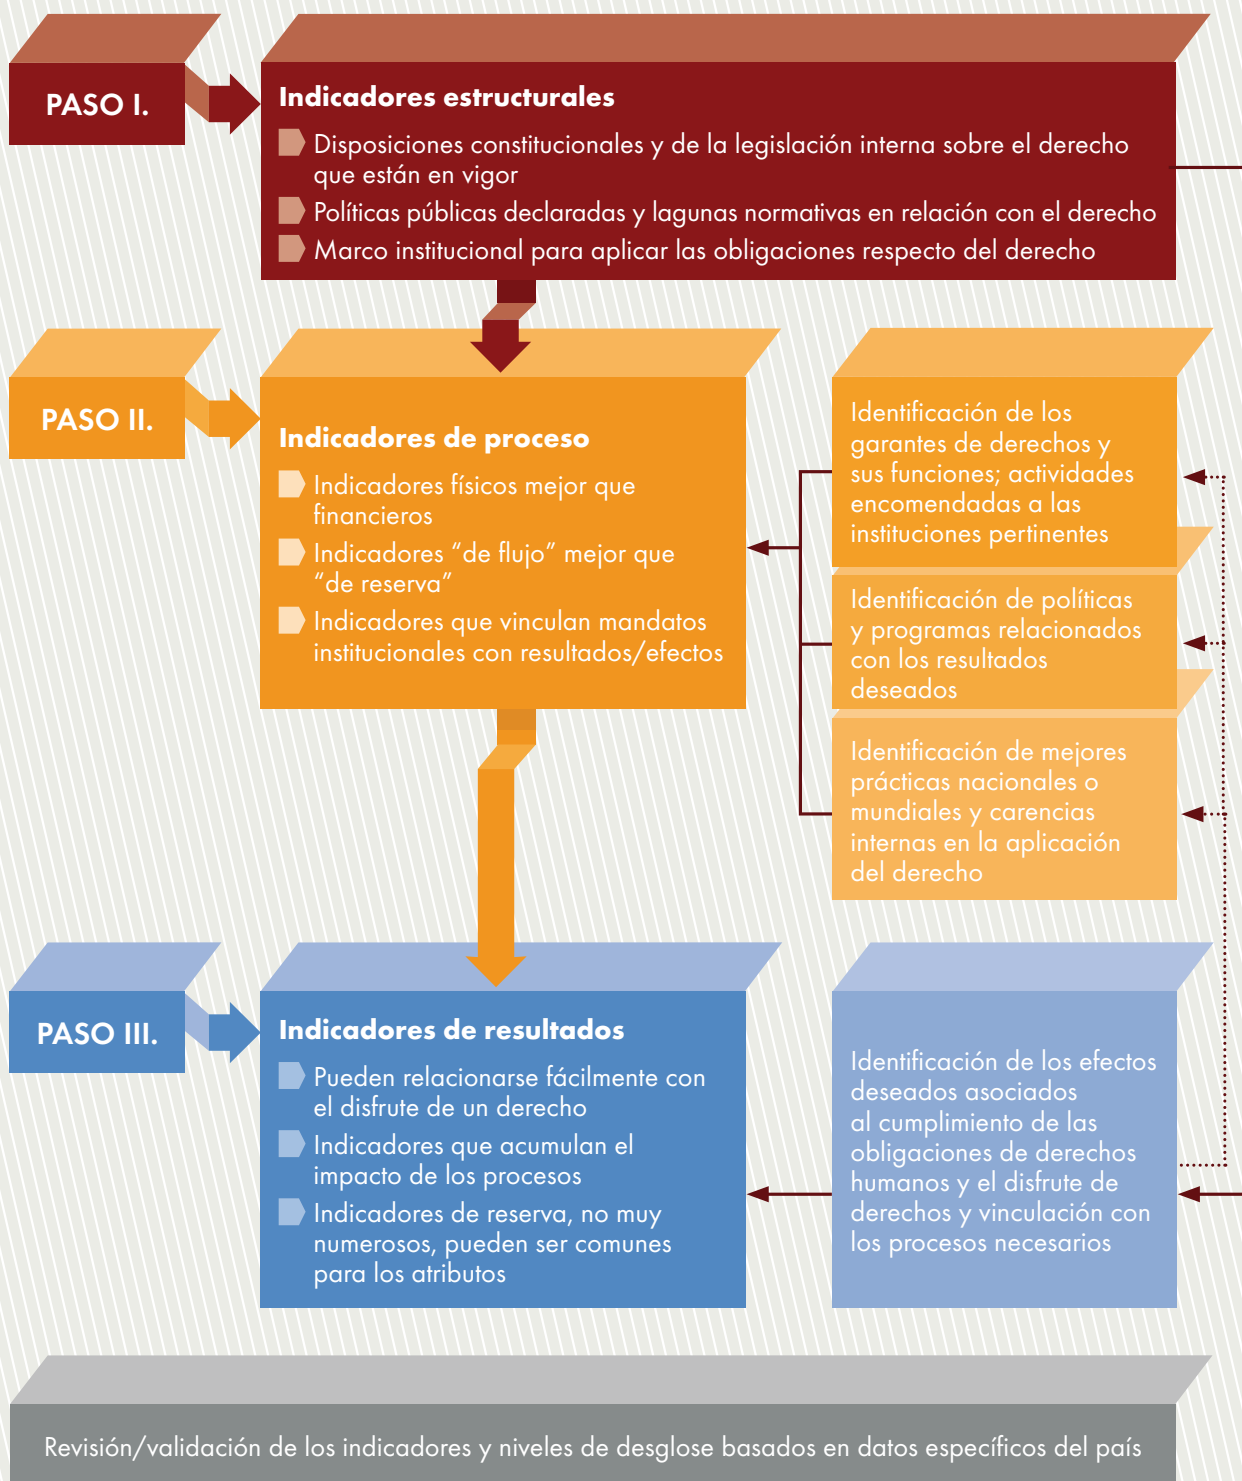 PASO I.
Indicadores estructurales
Disposiciones constitucionales y de la legislación interna sobre el derecho
que están en vigor
Políticas públicas declaradas y lagunas normativas en relación con el derecho
Marco institucional para aplicar las obligaciones respecto del derecho
PASO II.
Indicadores de proceso
Indicadores físicos mejor que
financieros
Indicadores “de flujo” mejor que
“de reserva”
Indicadores que vinculan mandatos
institucionales con resultados/efectos
Identificación de los
garantes de derechos y
sus funciones; actividades
encomendadas a las
instituciones pertinentes
Identificación de políticas
y programas relacionados
con los resultados
deseados
Identificación de mejores
prácticas nacionales o
mundiales y carencias
internas en la aplicación
del derecho
PASO III.
Indicadores de resultados
Pueden relacionarse fácilmente con
el disfrute de un derecho
Indicadores que acumulan el
impacto de los procesos
Indicadores de reserva, no muy
numerosos, pueden ser comunes
para los atributos
Identificación de los efectos
deseados asociados
al cumplimiento de las
obligaciones de derechos
humanos y el disfrute de
derechos y vinculación con
los procesos necesarios
Revisión/validación de los indicadores y niveles de desglose basados en datos específicos del país